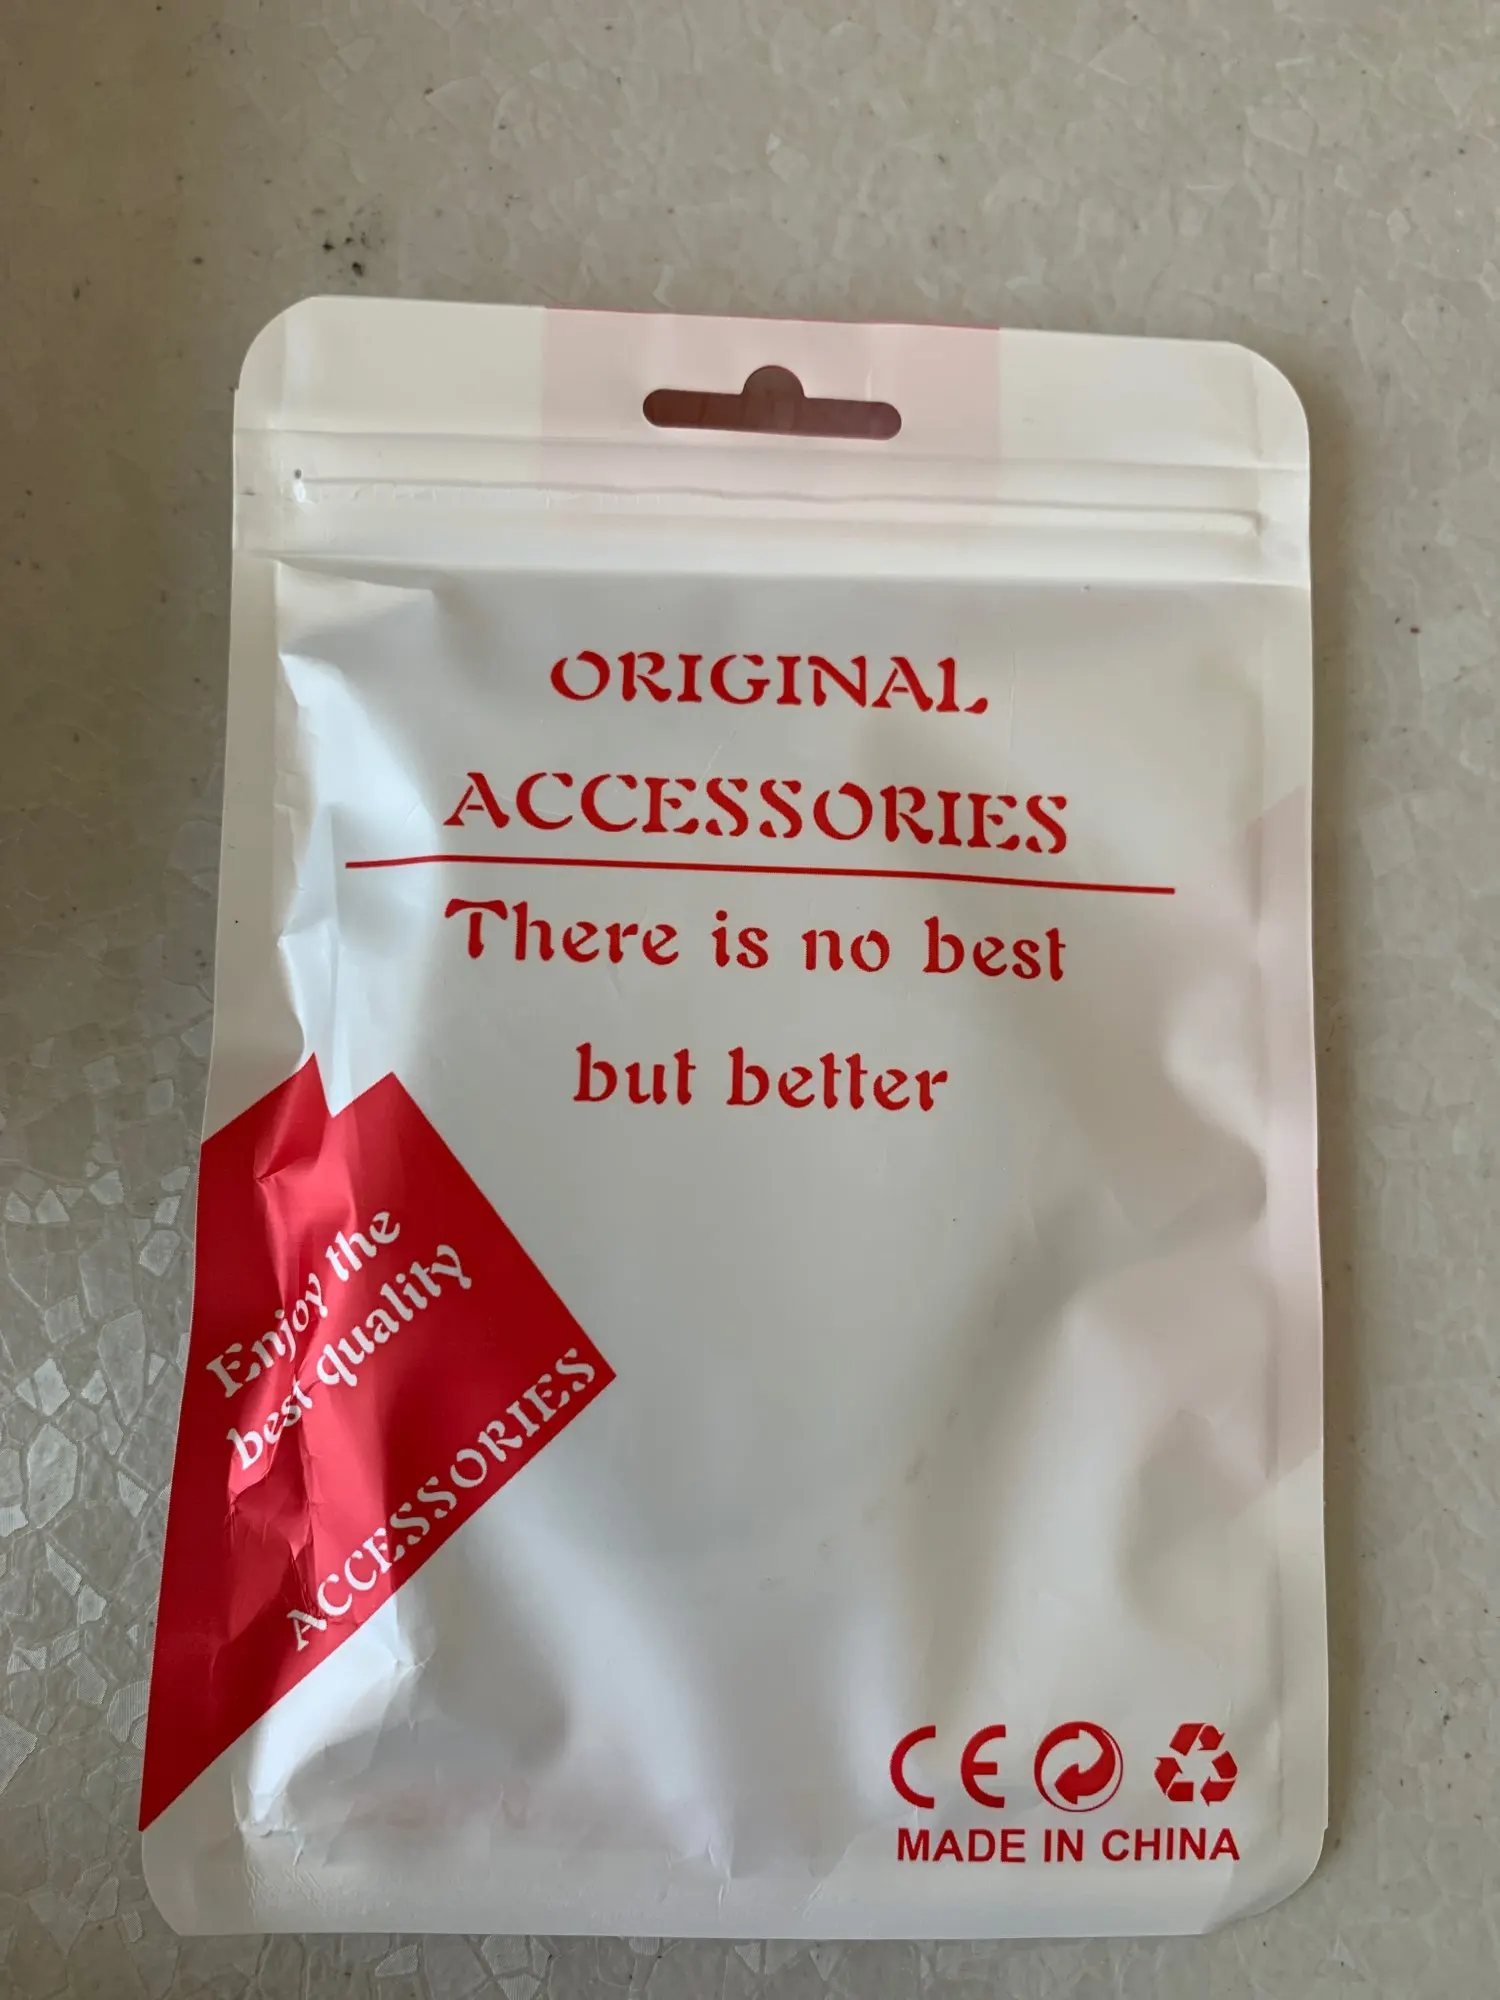 ORIGINAL
ACCESSORIES
There is no best
but better
Enjoy the
best quality
ACCESSORIES
CE
MADE IN CHINA